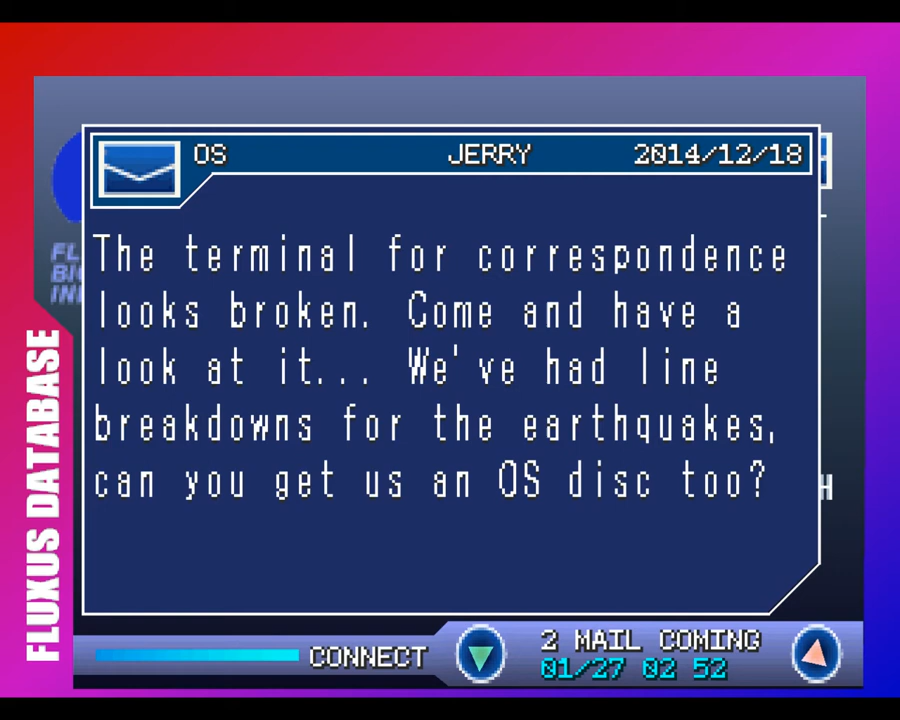 OS JERRY 2014/12/18
The terminal for correspondence
looks broken. Come and have a
look at it... We've had line
breakdowns for the earthquakes,
can you get us an OS disc too?
FLUXUS DATABASE
CONNECT
2 MAIL COMING
01/27 02 52